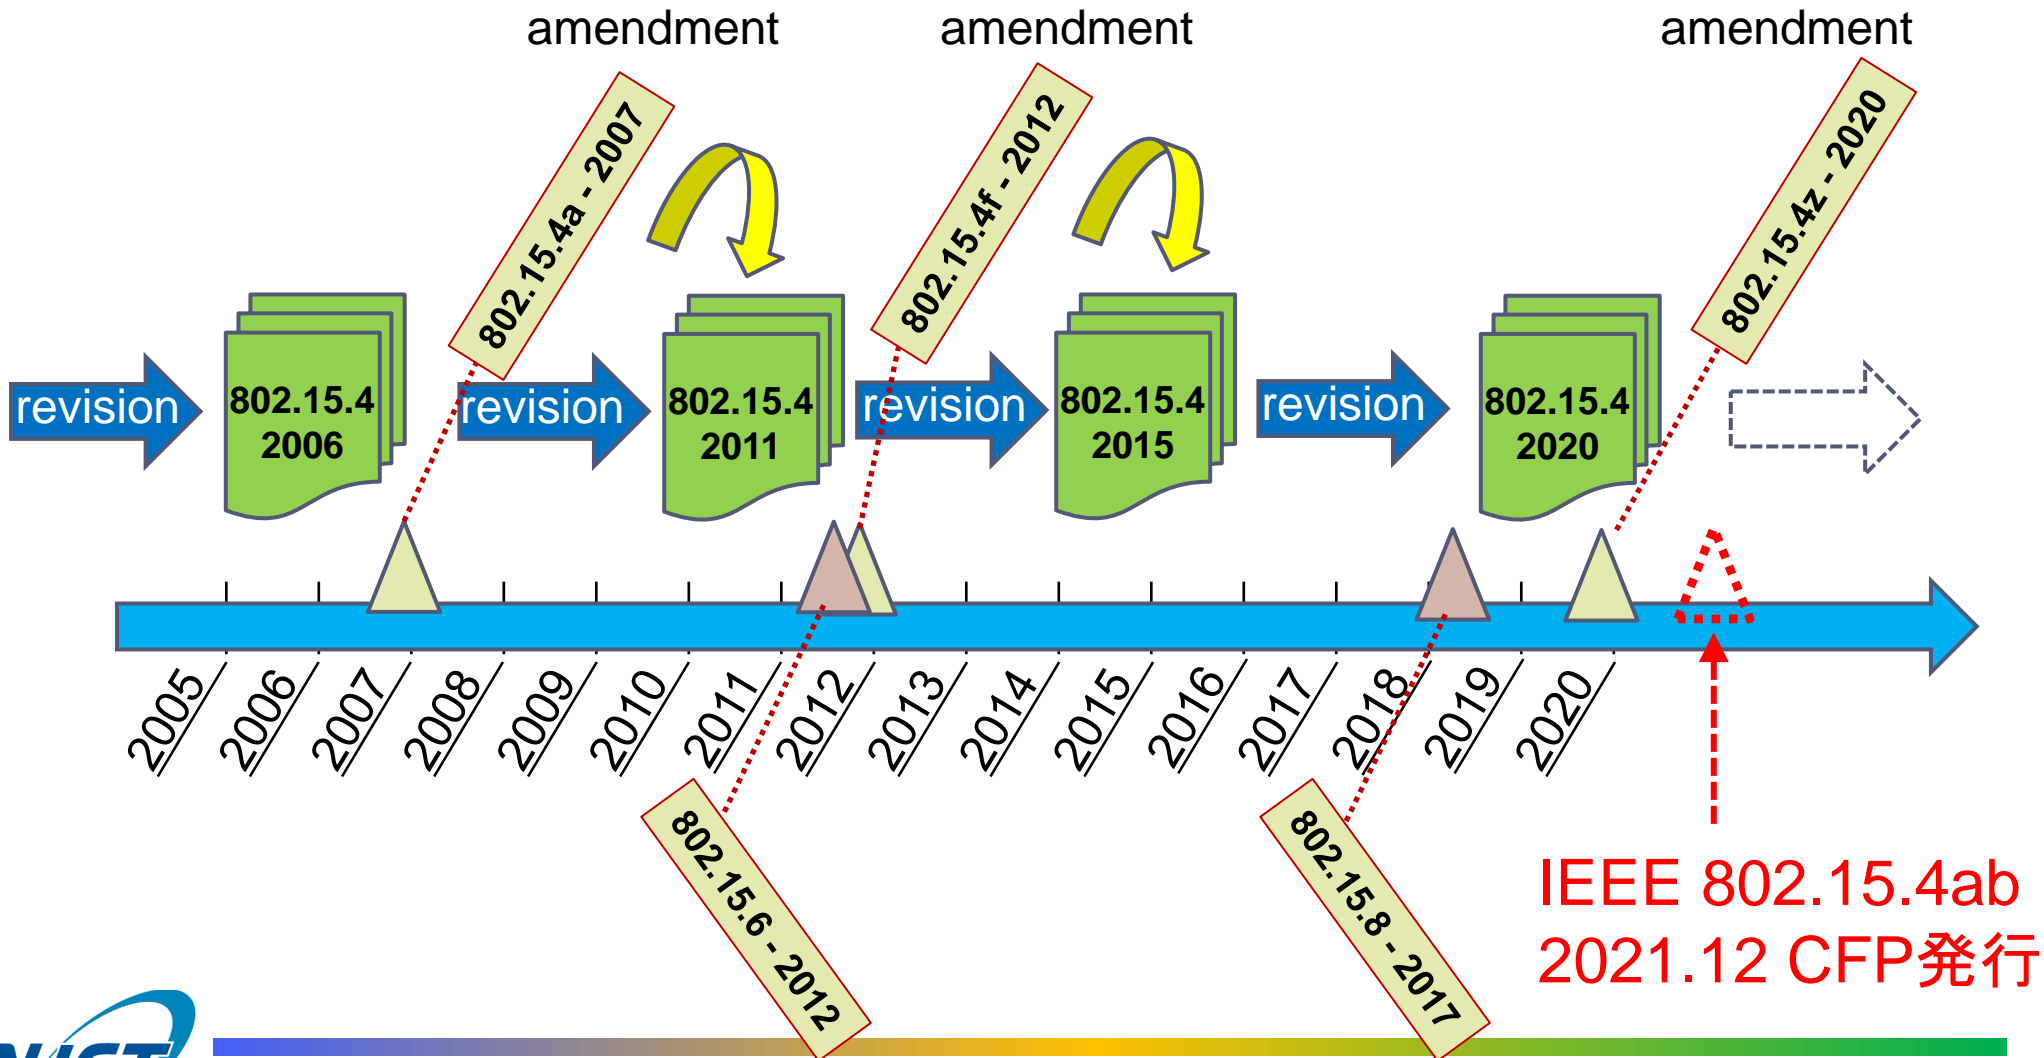 amendment
amendment
amendment
802.15.4a - 2007
802.15.4f - 2012
802.15.4z - 2020
revision
802.15.4
2006
revision
802.15.4
2011
revision
802.15.4
2015
revision
802.15.4
2020
2005
2006
2007
2008
2009
2010
2011
2012
2013
2014
2015
2016
2017
2018
2019
2020
802.15.6 - 2012
802.15.8 - 2017
IEEE 802.15.4ab
2021.12 CFP発行